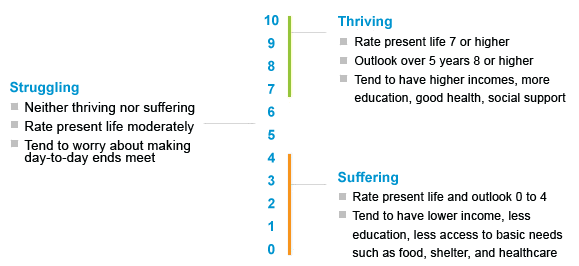 Struggling
Neither thriving nor suffering
Rate present life moderately
Tend to worry about making
day-to-day ends meet
10
9
8
7
6
5
4
3
2
1
0
Thriving
Rate present life 7 or higher
Outlook over 5 years 8 or higher
Tend to have higher incomes, more
education, good health, social support
Suffering
Rate present life and outlook 0 to 4
Tend to have lower income, less
education, less access to basic needs
such as food, shelter, and healthcare